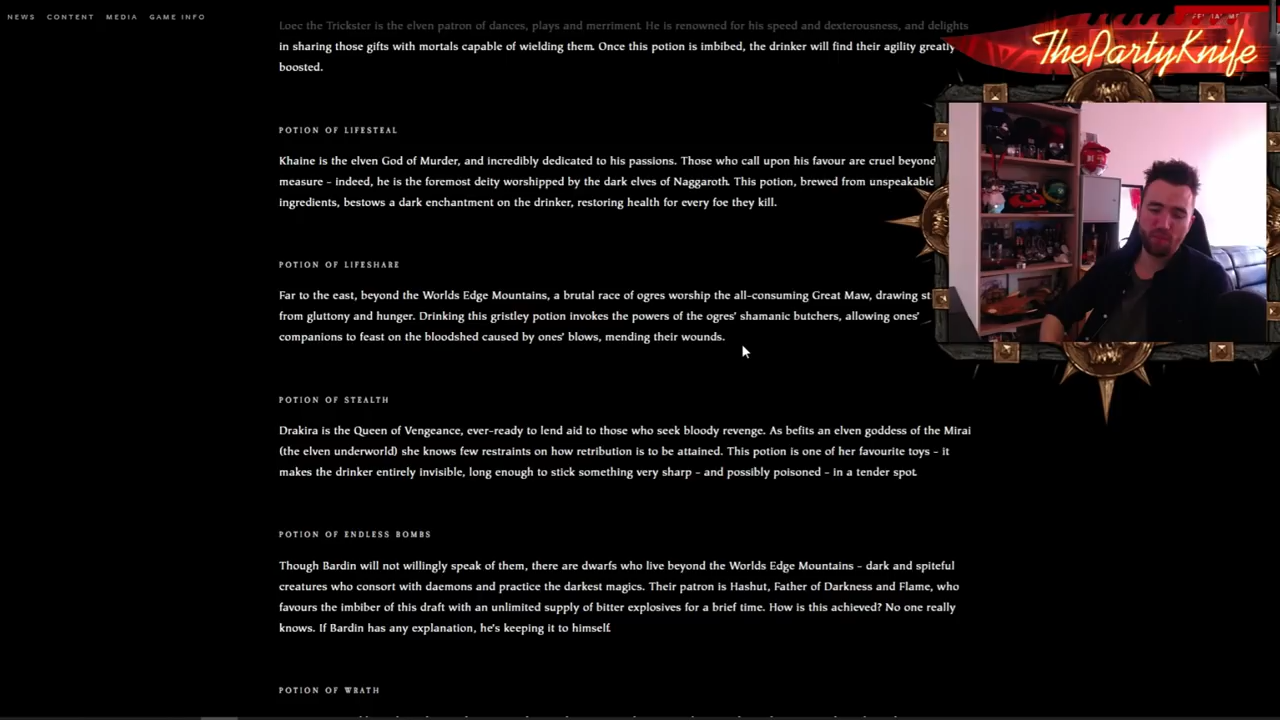 NEWS CONTENT MEDIA GAME INFO
Loec the Trickster is the elven patron of dances, plays and merriment. He is renowned for his speed and dexterousness, and delights
in sharing those gifts with mortals capable of wielding them. Once this potion is imbibed, the drinker will find their agility greatly
boosted.
ThePartyKnife
POTION OF LIFESTEAL
Khaine is the elven God of Murder, and incredibly dedicated to his passions. Those who call upon his favour are cruel beyond
measure – indeed, he is the foremost deity worshipped by the dark elves of Naggaroth. This potion, brewed from unspeakable
ingredients, bestows a dark enchantment on the drinker, restoring health for every foe they kill.
POTION OF LIFESHARE
Far to the east, beyond the Worlds Edge Mountains, a brutal race of ogres worship the all-consuming Great Maw, drawing
from gluttony and hunger. Drinking this gristley potion invokes the powers of the ogres' shamanic butchers, allowing ones'
companions to feast on the bloodshed caused by ones' blows, mending their wounds.
POTION OF STEALTH
Drakira is the Queen of Vengeance, ever-ready to lend aid to those who seek bloody revenge. As befits an elven goddess of the Mirai
(the elven underworld) she knows few restraints on how retribution is to be attained. This potion is one of her favourite toys – it
makes the drinker entirely invisible, long enough to stick something very sharp – and possibly poisoned – in a tender spot.
POTION OF ENDLESS BOMBS
Though Bardin will not willingly speak of them, there are dwarfs who live beyond the Worlds Edge Mountains – dark and spiteful
creatures who consort with daemons and practice the darkest magics. Their patron is Hashut, Father of Darkness and Flame, who
favours the imbiber of this draft with an unlimited supply of bitter explosives for a brief time. How is this achieved? No one really
knows. If Bardin has any explanation, he's keeping it to himself.
POTION OF WRATH